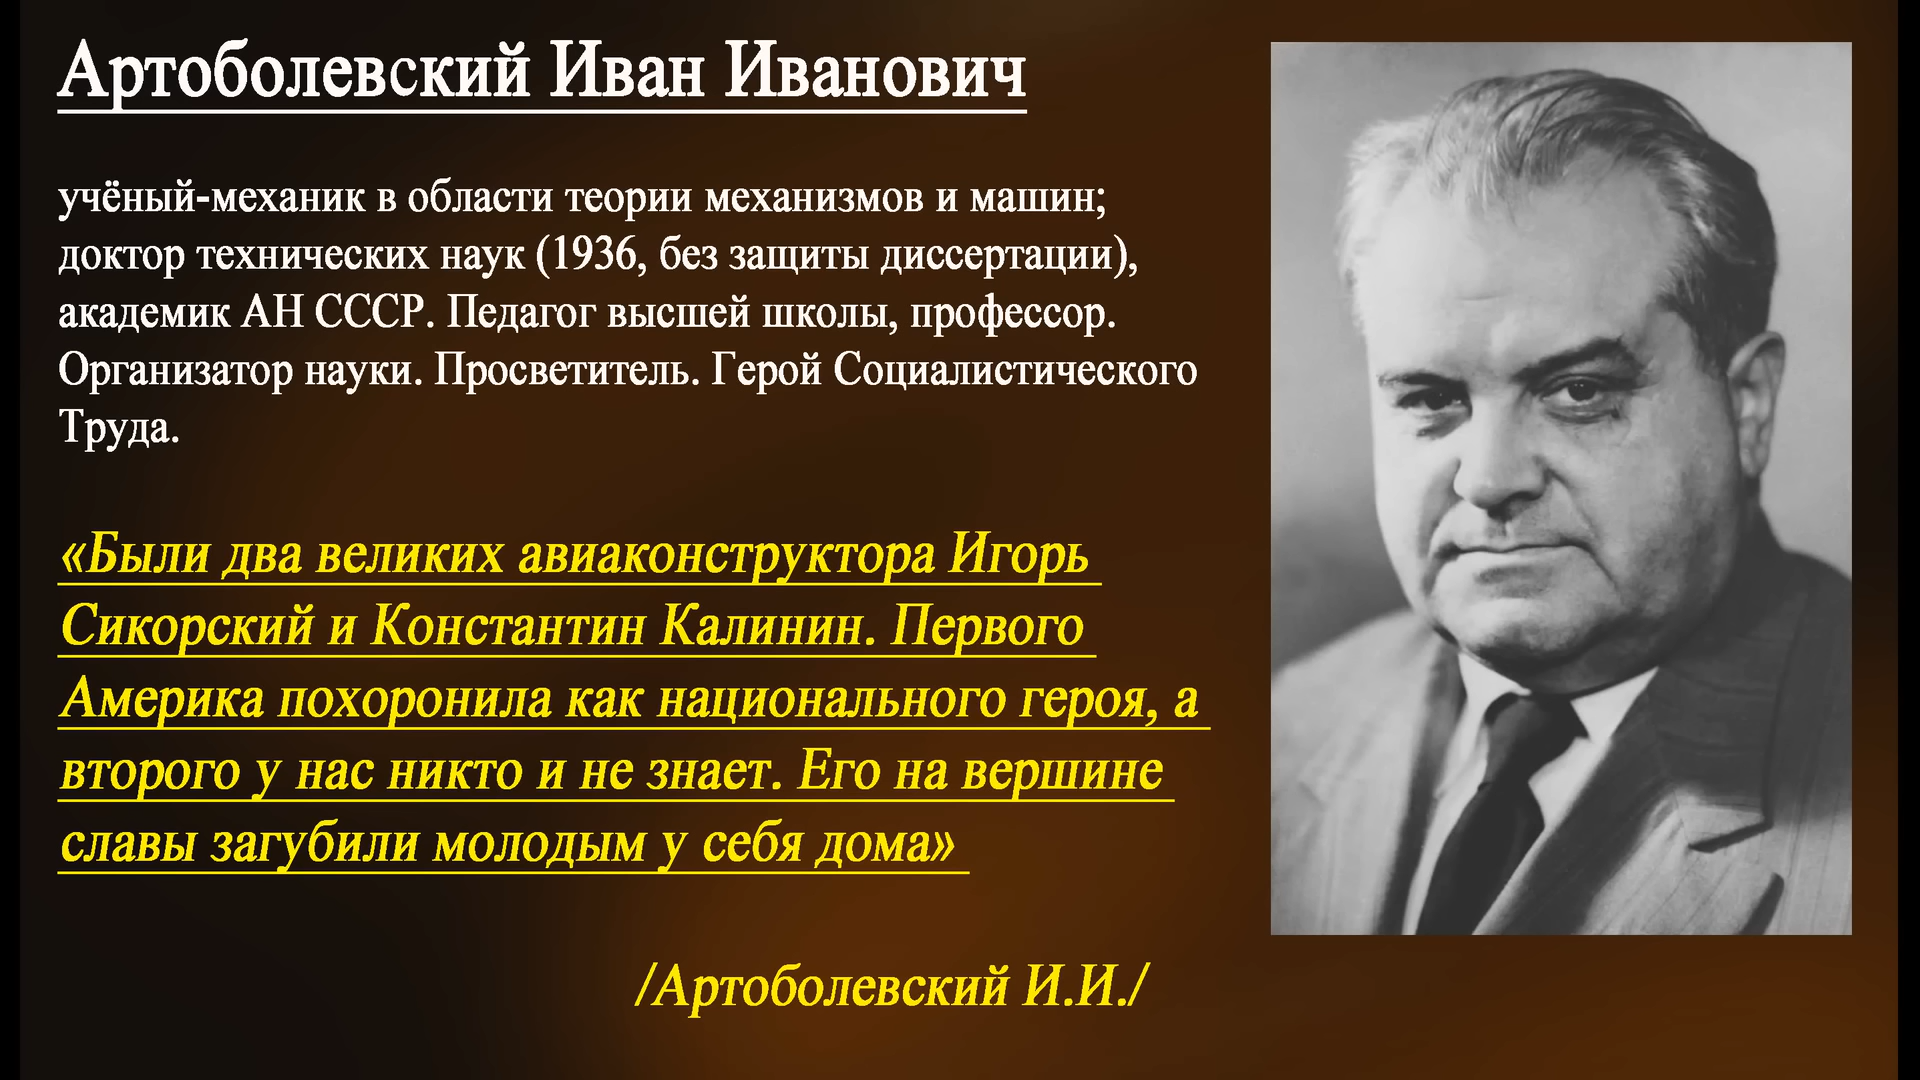 Артоболевский Иван Иванович
учёный-механик в области теории механизмов и машин;
доктор технических наук (1936, без защиты диссертации),
академик АН СССР. Педагог высшей школы, профессор.
Организатор науки. Просветитель. Герой Социалистического
Труда.
«Были два великих авиаконструктора Игорь
Сикорский и Константин Калинин. Первого
Америка похоронила как национального героя, а
второго у нас никто и не знает. Его на вершине
славы загубили молодым у себя дома»
/Артоболевский И.И./